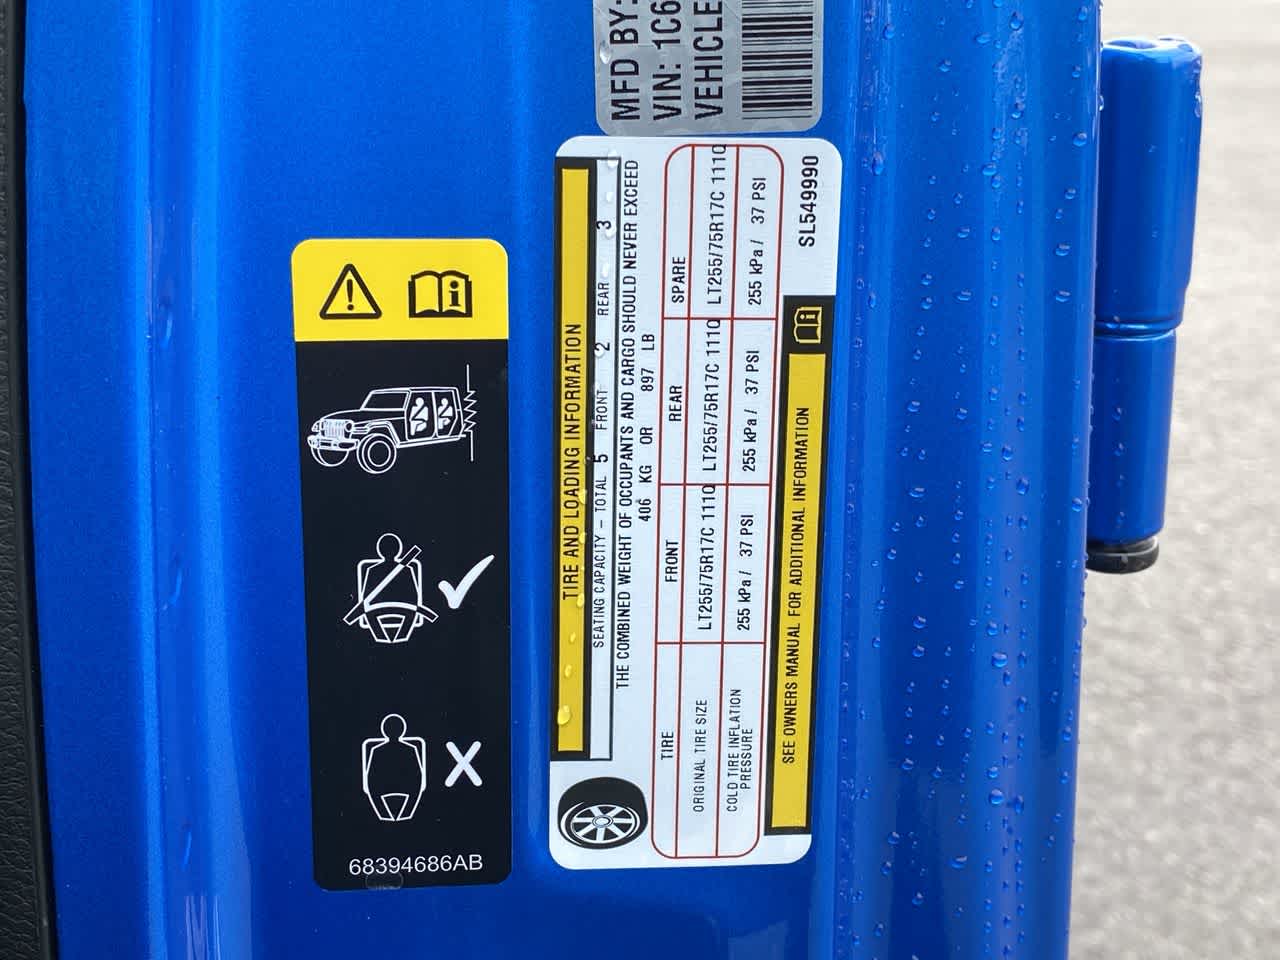 MFD BY:
VIN: 1C6
VEHICLE
TIRE AND LOADING INFORMATION
SEATING CAPACITY – TOTAL 5 FRONT 2 REAR 3
THE COMBINED WEIGHT OF OCCUPANTS AND CARGO SHOULD NEVER EXCEED
406 KG OR 897 LB
TIRE FRONT REAR SPARE
ORIGINAL TIRE SIZE LT255/75R17C 111Q LT255/75R17C 111Q LT255/75R17C 111Q
COLD TIRE INFLATION
PRESSURE 255 kPa / 37 PSI 255 kPa / 37 PSI 255 kPa / 37 PSI
SEE OWNERS MANUAL FOR ADDITIONAL INFORMATION
SL549990
68394686AB